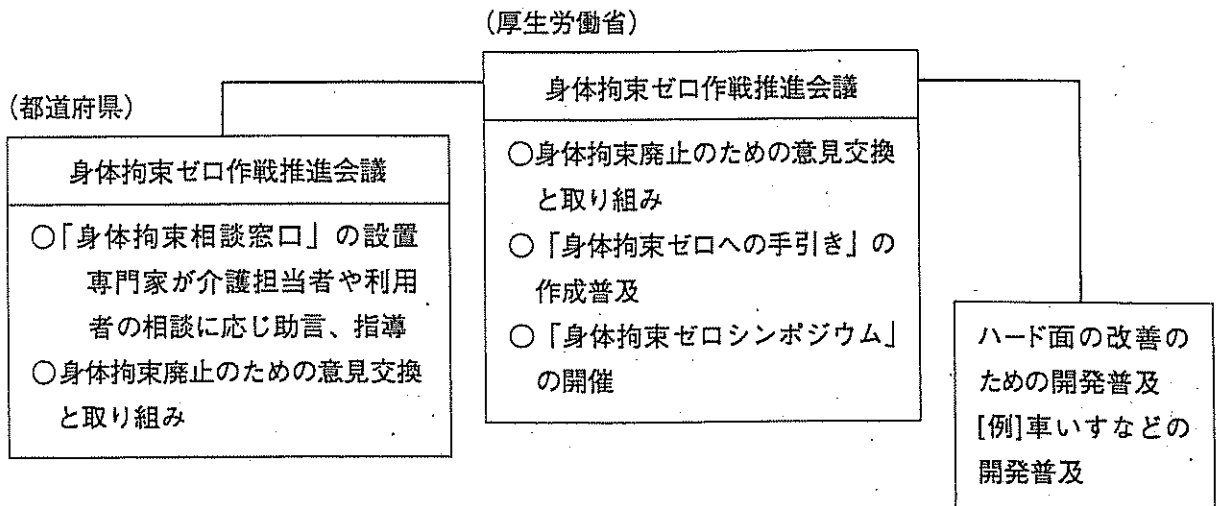 (厚生労働省)
身体拘束ゼロ作戦推進会議
○身体拘束廃止のための意見交換
と取り組み
○「身体拘束ゼロへの手引き」の
作成普及
○「身体拘束ゼロシンポジウム」
の開催
(都道府県)
身体拘束ゼロ作戦推進会議
○「身体拘束相談窓口」の設置
専門家が介護担当者や利用
者の相談に応じ助言、指導
○身体拘束廃止のための意見交換
と取り組み
ハード面の改善の
ための開発普及
[例]車いすなどの
開発普及